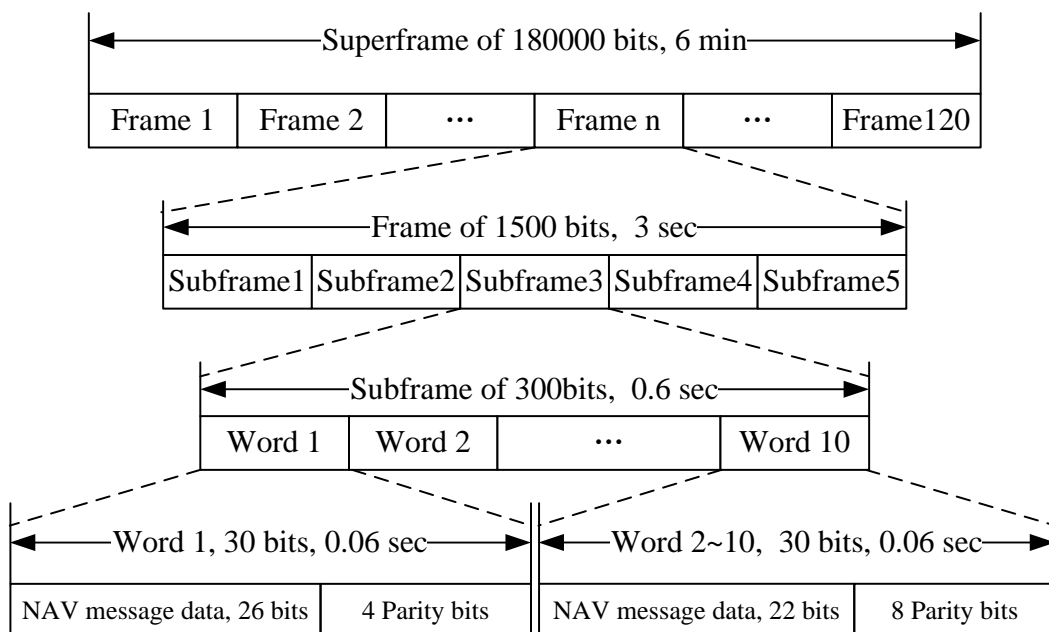 Superframe of 180000 bits, 6 min
Frame 1 Frame 2 ··· Frame n ··· Frame120
Frame of 1500 bits, 3 sec
Subframe1 Subframe2 Subframe3 Subframe4 Subframe5
Subframe of 300bits, 0.6 sec
Word 1 Word 2 ··· Word 10
Word 1, 30 bits, 0.06 sec Word 2~10, 30 bits, 0.06 sec
NAV message data, 26 bits 4 Parity bits NAV message data, 22 bits 8 Parity bits